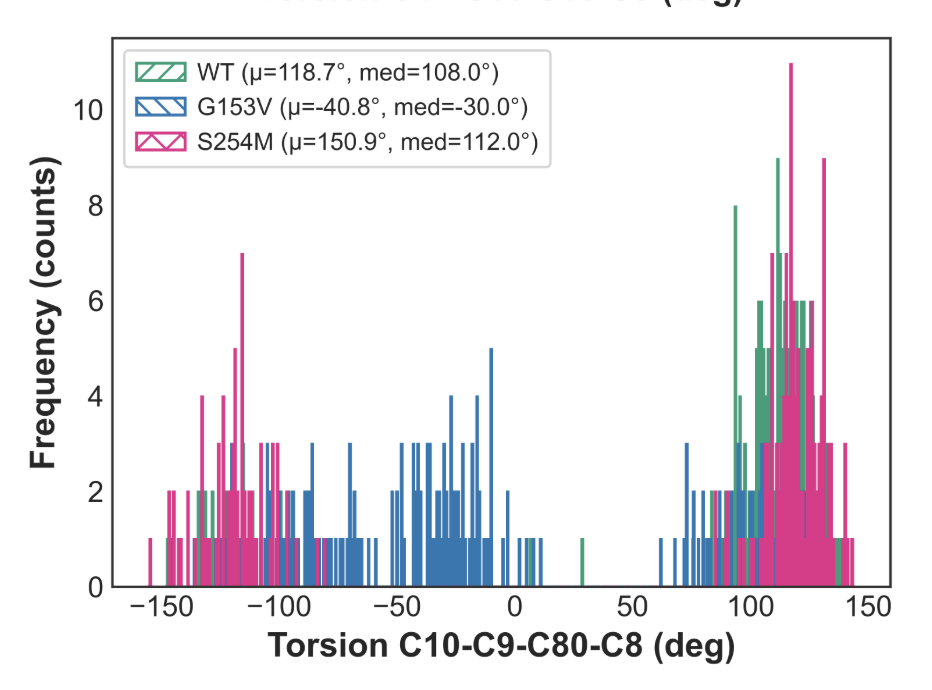 WT (μ=118.7°, med=108.0°)
G153V (μ=-40.8°, med=-30.0°)
S254M (μ=150.9°, med=112.0°)
10
8
6
4
2
0
Frequency (counts)
−150 −100 −50 0 50 100 150
Torsion C10-C9-C80-C8 (deg)